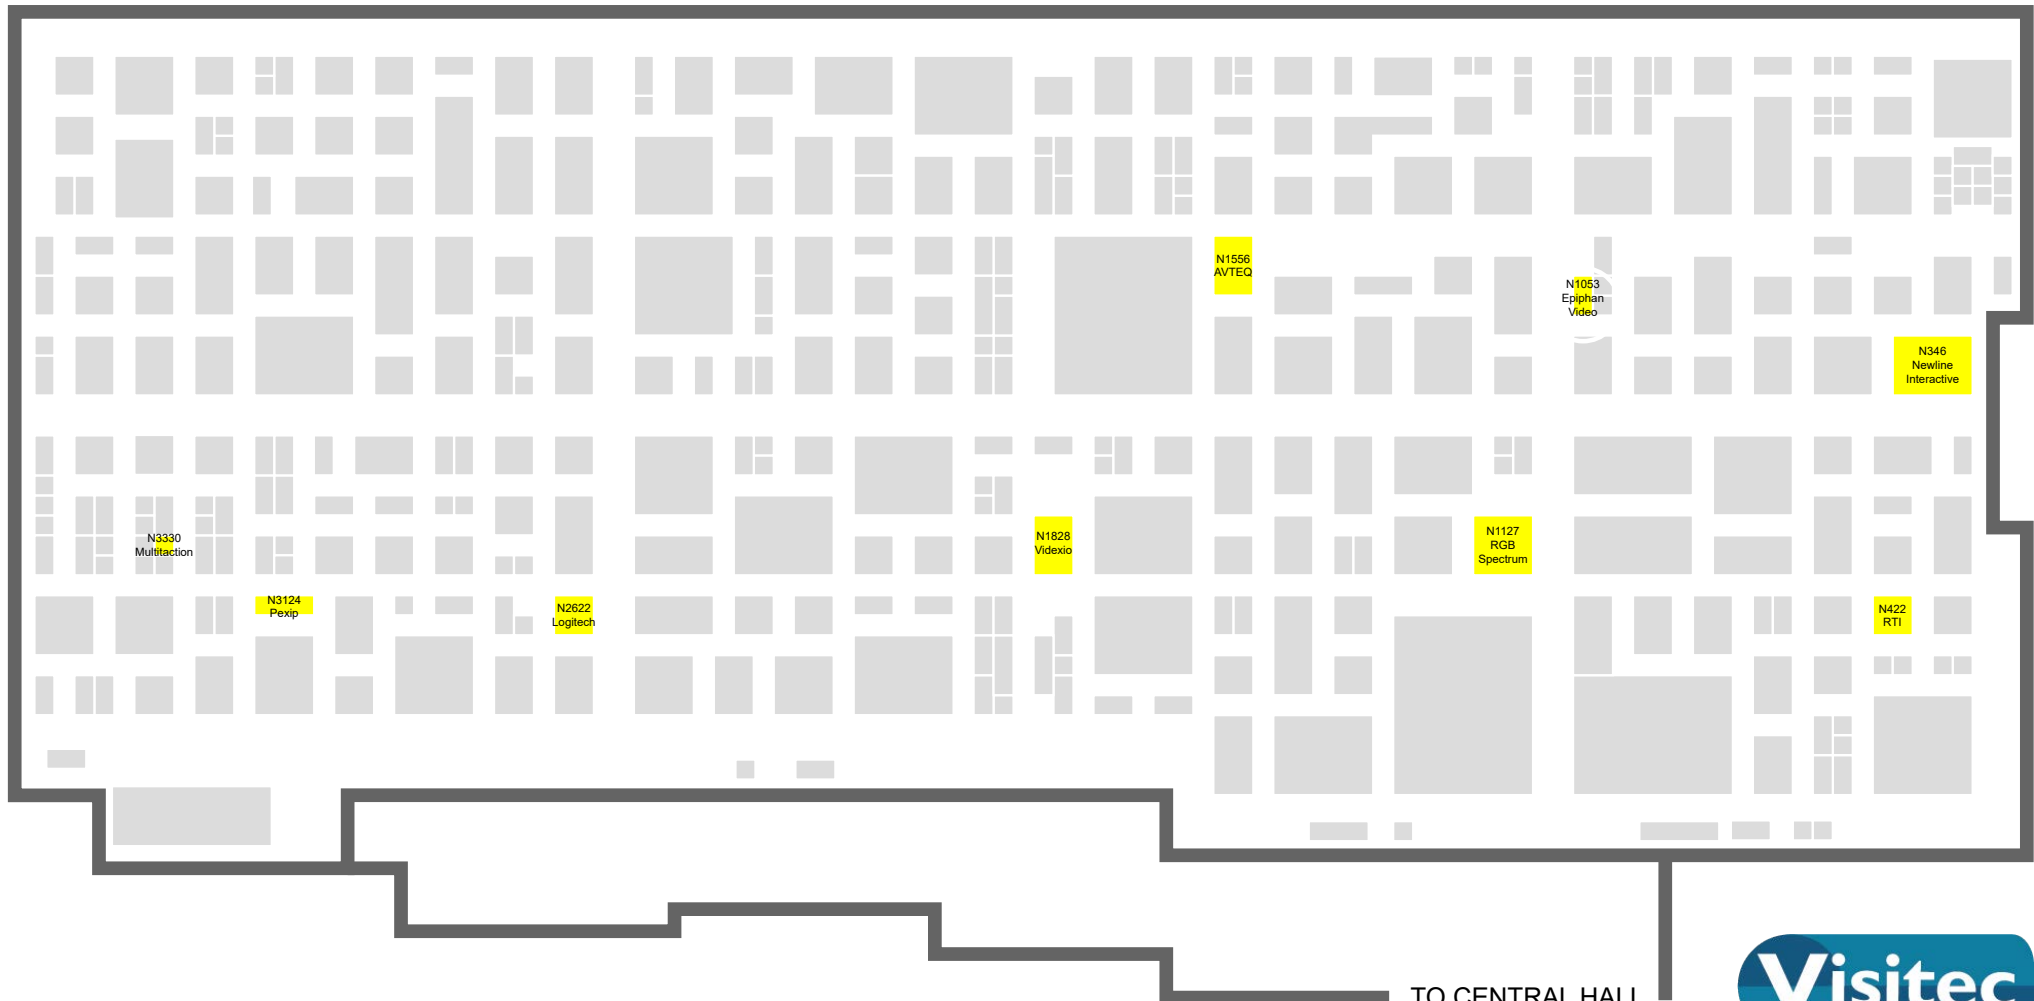 N1556
AVTEQ
N1053
Epiphan
Video
N346
Newline
Interactive
N3330
Multitaction
N1828
Videxio
N1127
RGB
Spectrum
N3124
Pexip
N2622
Logitech
N422
RTI
TO CENTRAL HALL
Visitec